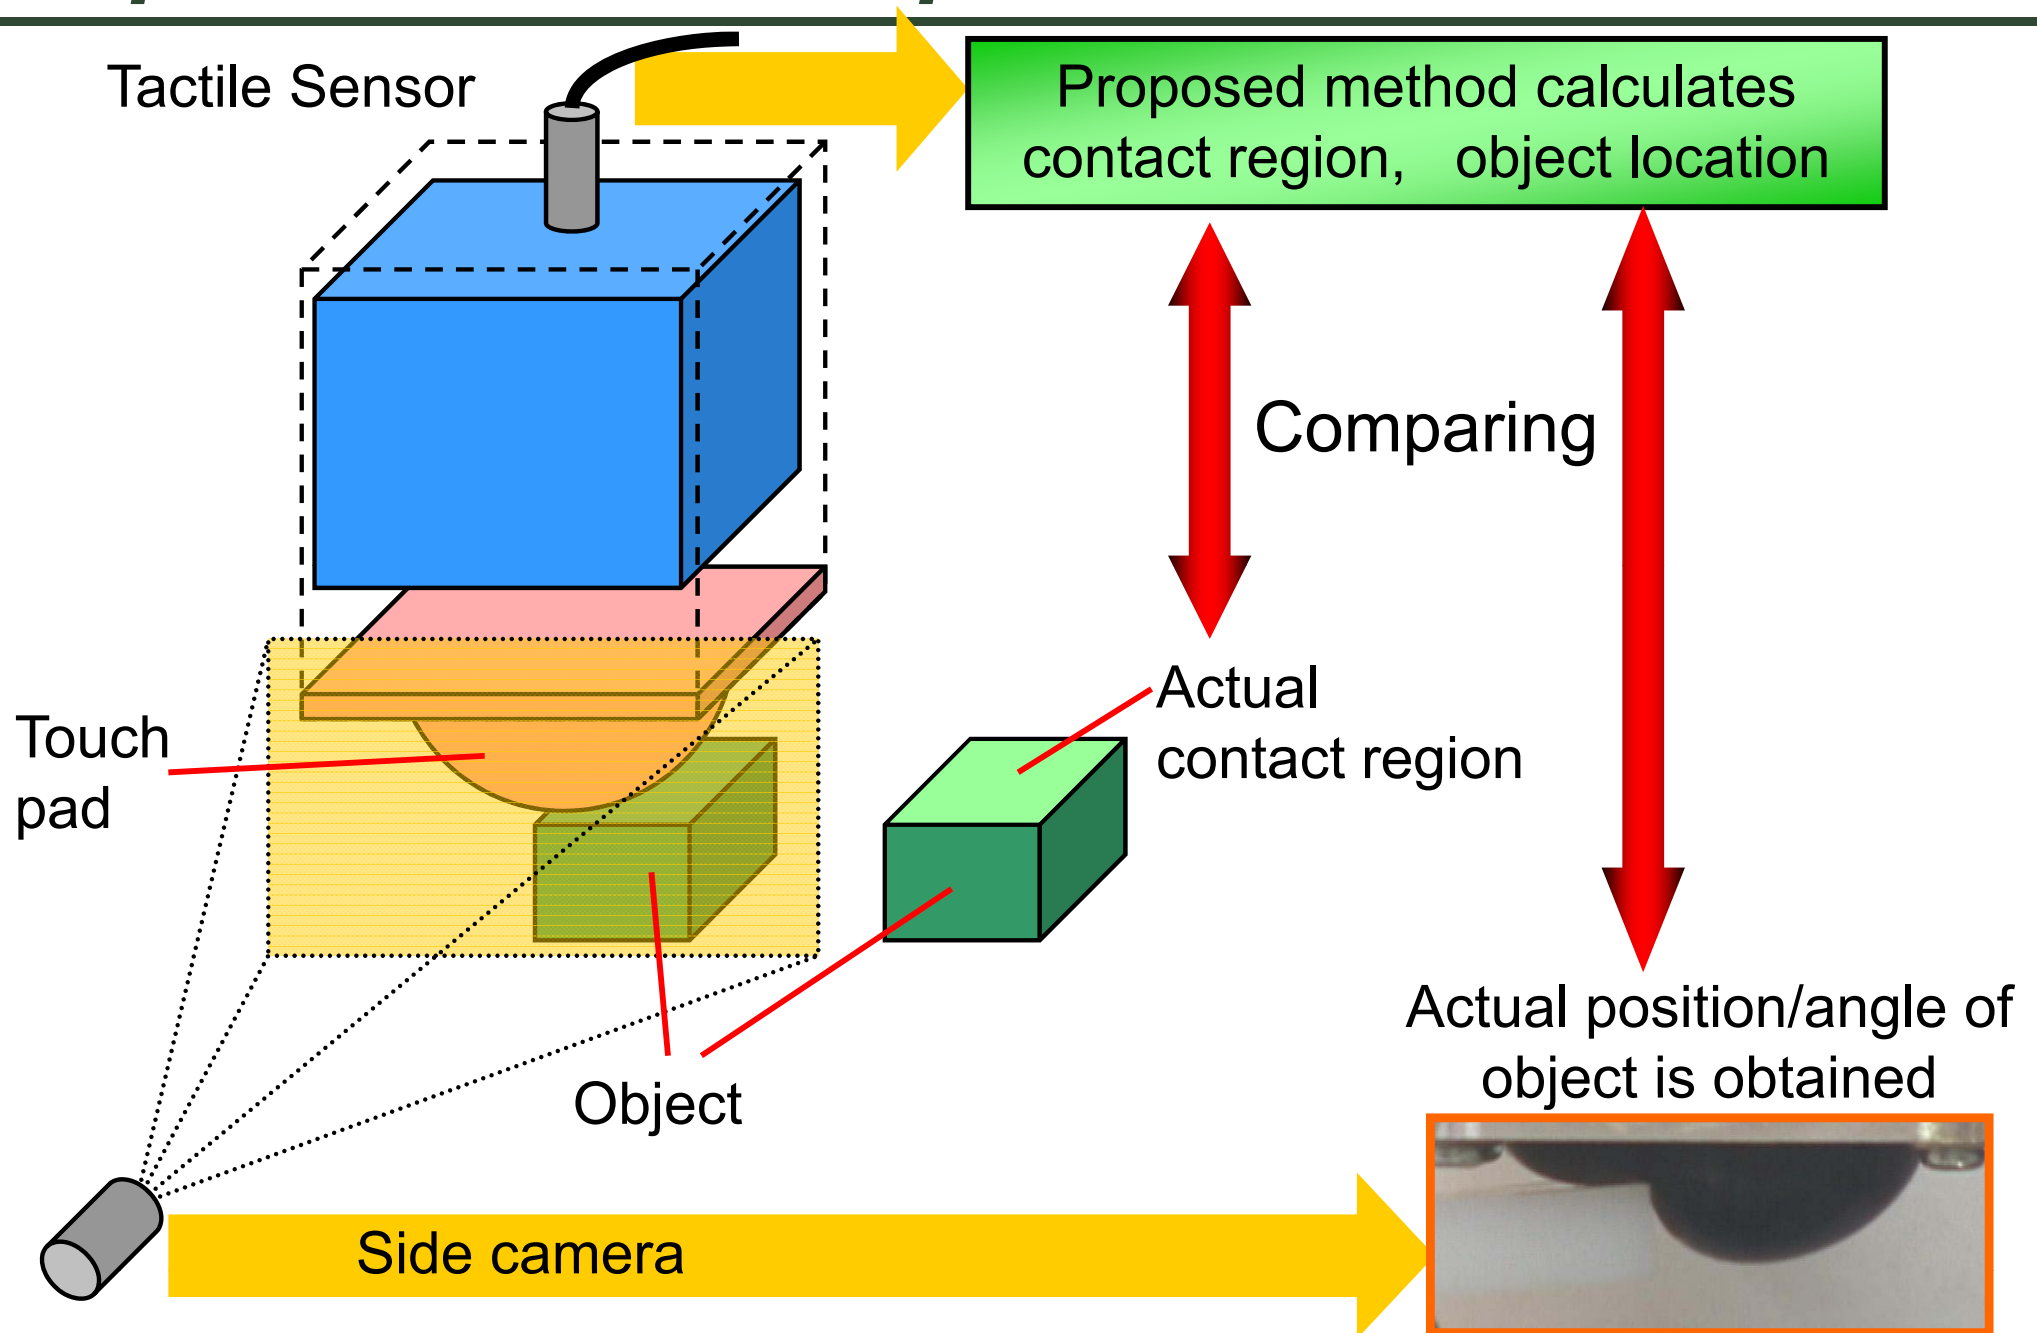 Tactile Sensor
Proposed method calculates
contact region, object location
Comparing
Actual
contact region
Touch
pad
Object
Actual position/angle of
object is obtained
Side camera